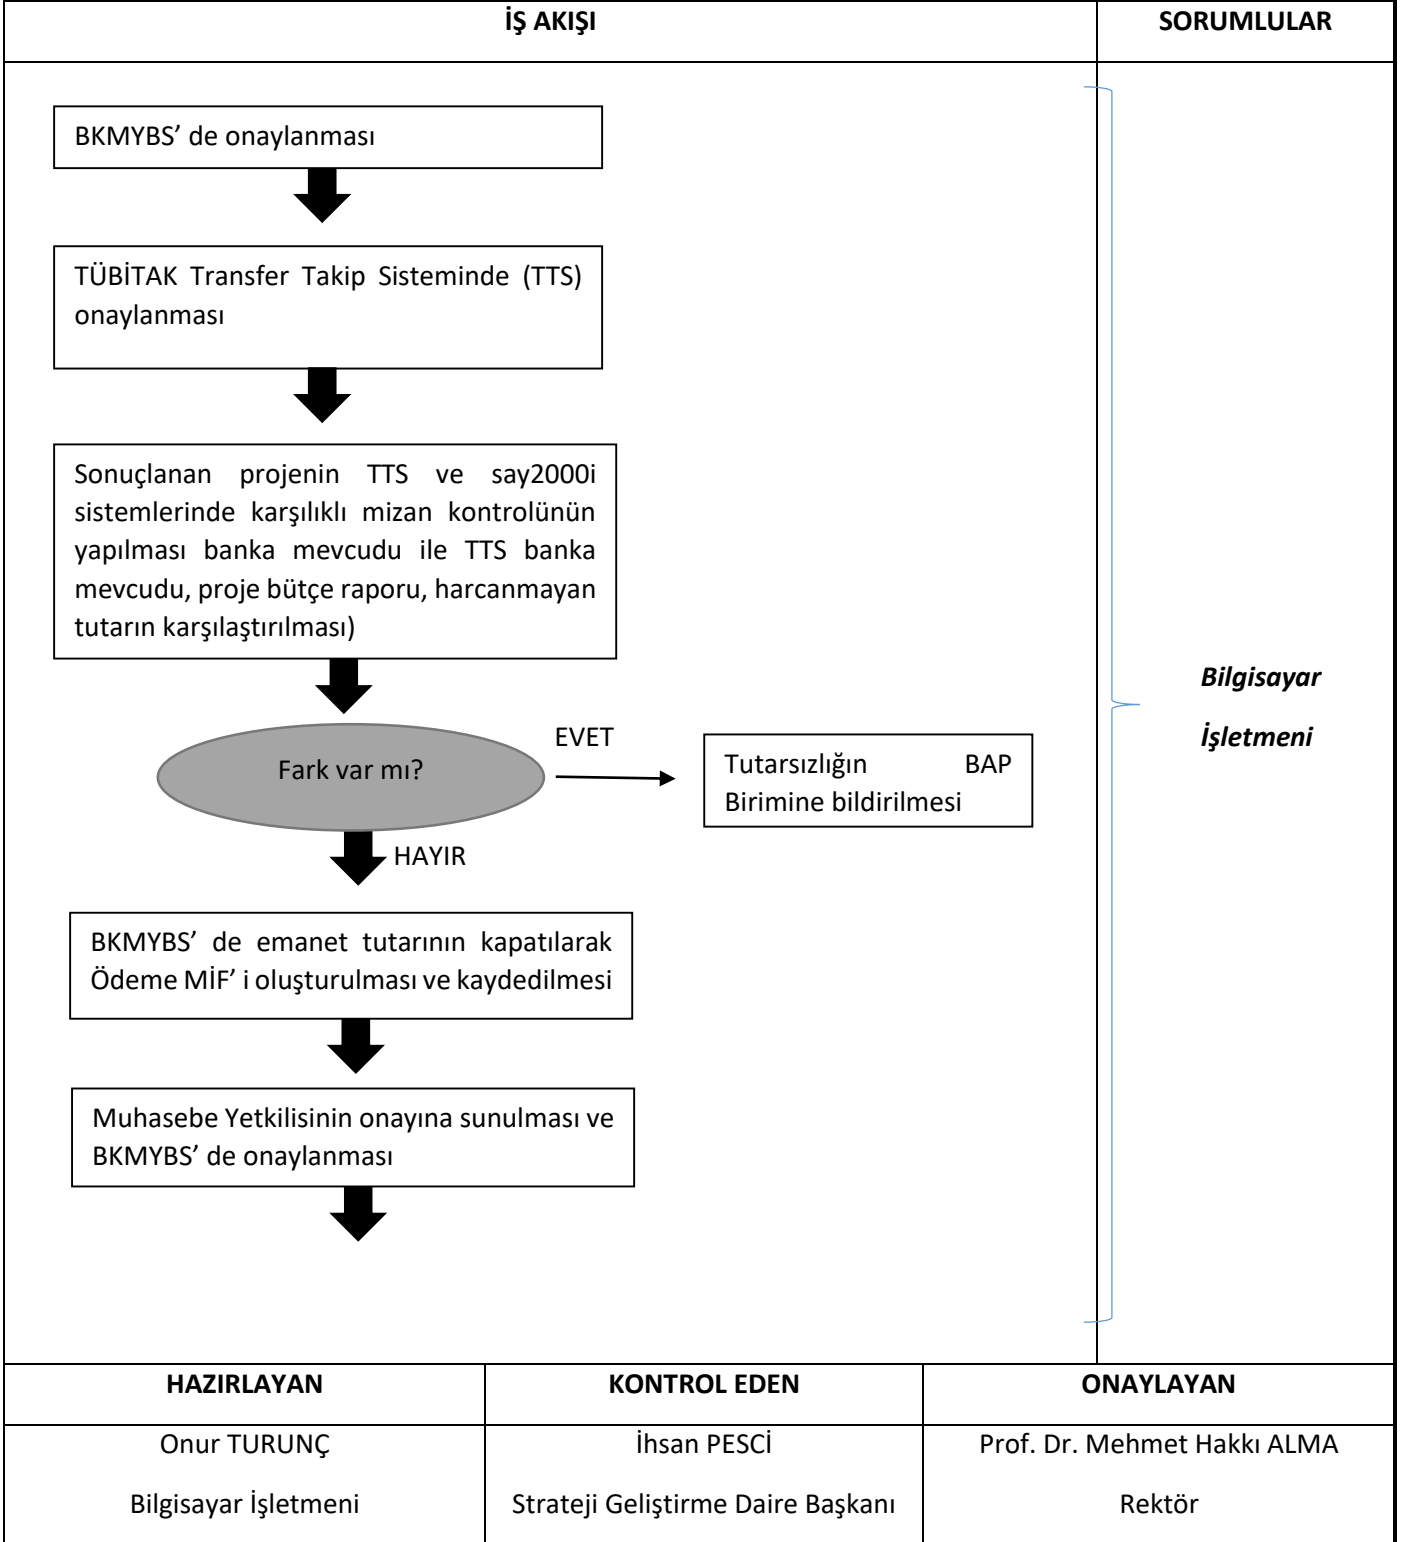 İŞ AKIŞI
SORUMLULAR
BKMYBS’ de onaylanması
TÜBİTAK Transfer Takip Sisteminde (TTS)
onaylanması
Sonuçlanan projenin TTS ve say2000i
sistemlerinde karşılıklı mizan kontrolünün
yapılması banka mevcudu ile TTS banka
mevcudu, proje bütçe raporu, harcanmayan
tutarın karşılaştırılması)
Fark var mı?
EVET
Tutarsızlığın BAP
Birimine bildirilmesi
HAYIR
BKMYBS’ de emanet tutarının kapatılarak
Ödeme MİF’ i oluşturulması ve kaydedilmesi
Muhasebe Yetkilisinin onayına sunulması ve
BKMYBS’ de onaylanması
Bilgisayar
İşletmeni
HAZIRLAYAN
KONTROL EDEN
ONAYLAYAN
Onur TURUNÇ
İhsan PESCİ
Prof. Dr. Mehmet Hakkı ALMA
Bilgisayar İşletmeni
Strateji Geliştirme Daire Başkanı
Rektör